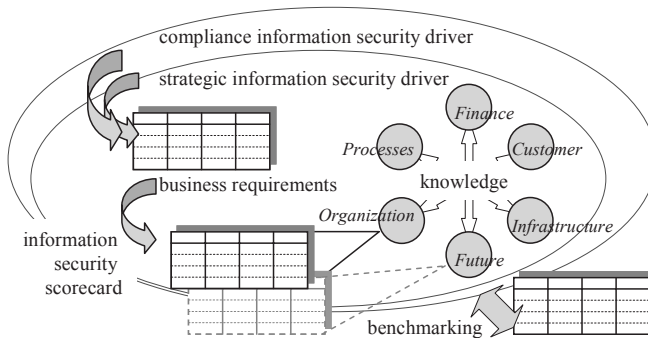 compliance information security driver
strategic information security driver
Finance
Processes
Customer
knowledge
business requirements
Organization
Infrastructure
information
security
scorecard
Future
benchmarking